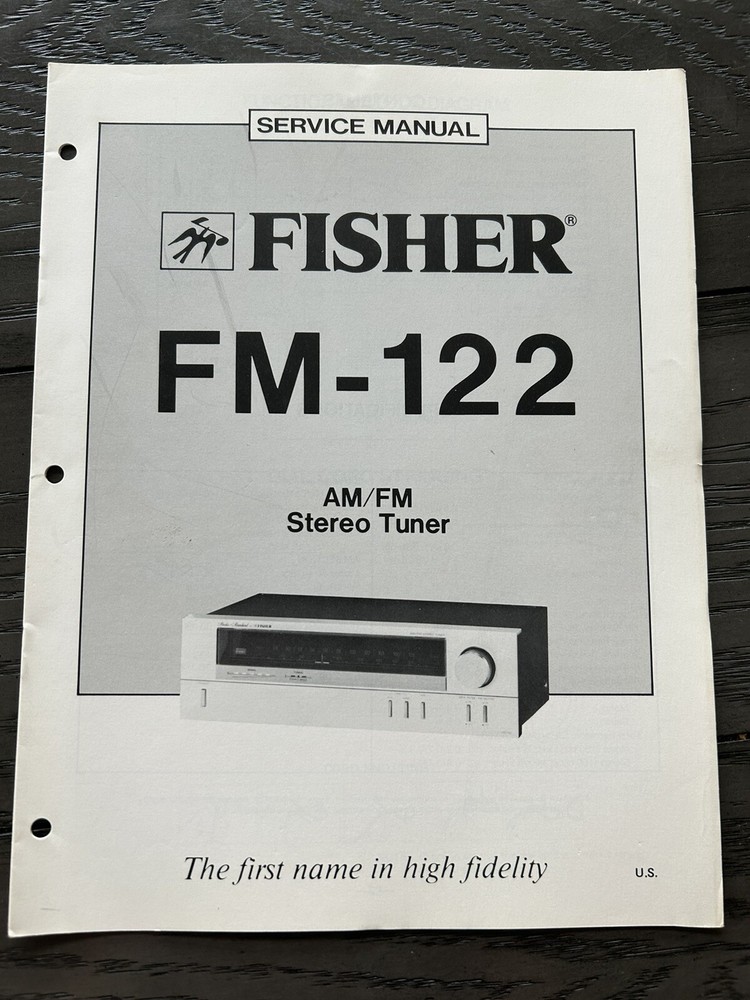 SERVICE MANUAL
FISHER®
FM-122
AM/FM
Stereo Tuner
The first name in high fidelity
U.S.